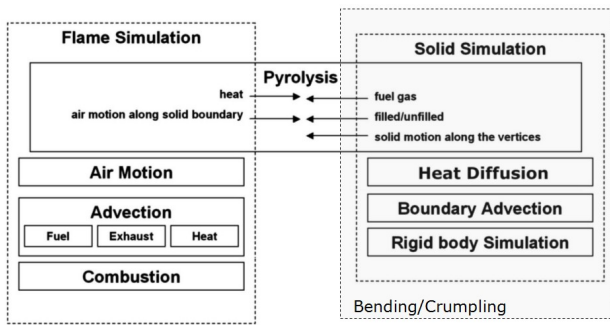 Flame Simulation
Solid Simulation
Pyrolysis
heat
fuel gas
air motion along solid boundary
filled/unfilled
solid motion along the vertices
Air Motion
Heat Diffusion
Advection
Fuel Exhaust Heat
Boundary Advection
Rigid body Simulation
Combustion
Bending/Crumpling